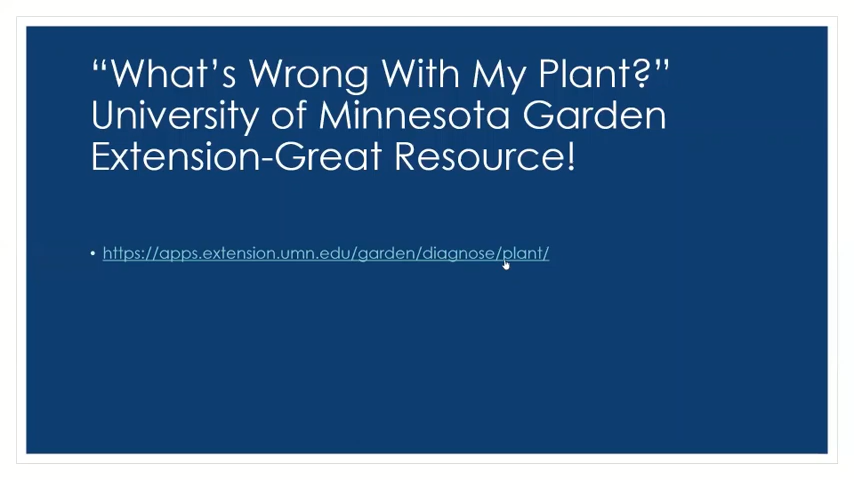 “What’s Wrong With My Plant?”
University of Minnesota Garden
Extension-Great Resource!
• https://apps.extension.umn.edu/garden/diagnose/plant/